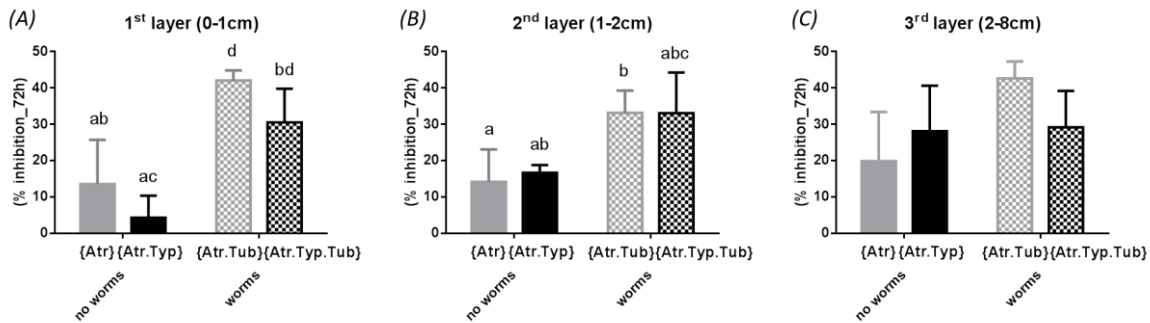 (A) 1st layer (0-1cm)
(% inhibition_72h)
50
40
30
20
10
0
ab
ac
d
bd
{Atr}{Atr.Typ} {Atr.Tub}{Atr.Typ.Tub}
no worms
worms
(B) 2nd layer (1-2cm)
(% inhibition_72h)
50
40
30
20
10
0
a
ab
b
abc
{Atr}{Atr.Typ} {Atr.Tub}{Atr.Typ.Tub}
no worms
worms
(C) 3rd layer (2-8cm)
(% inhibition_72h)
50
40
30
20
10
0
{Atr}{Atr.Typ} {Atr.Tub}{Atr.Typ.Tub}
no worms
worms